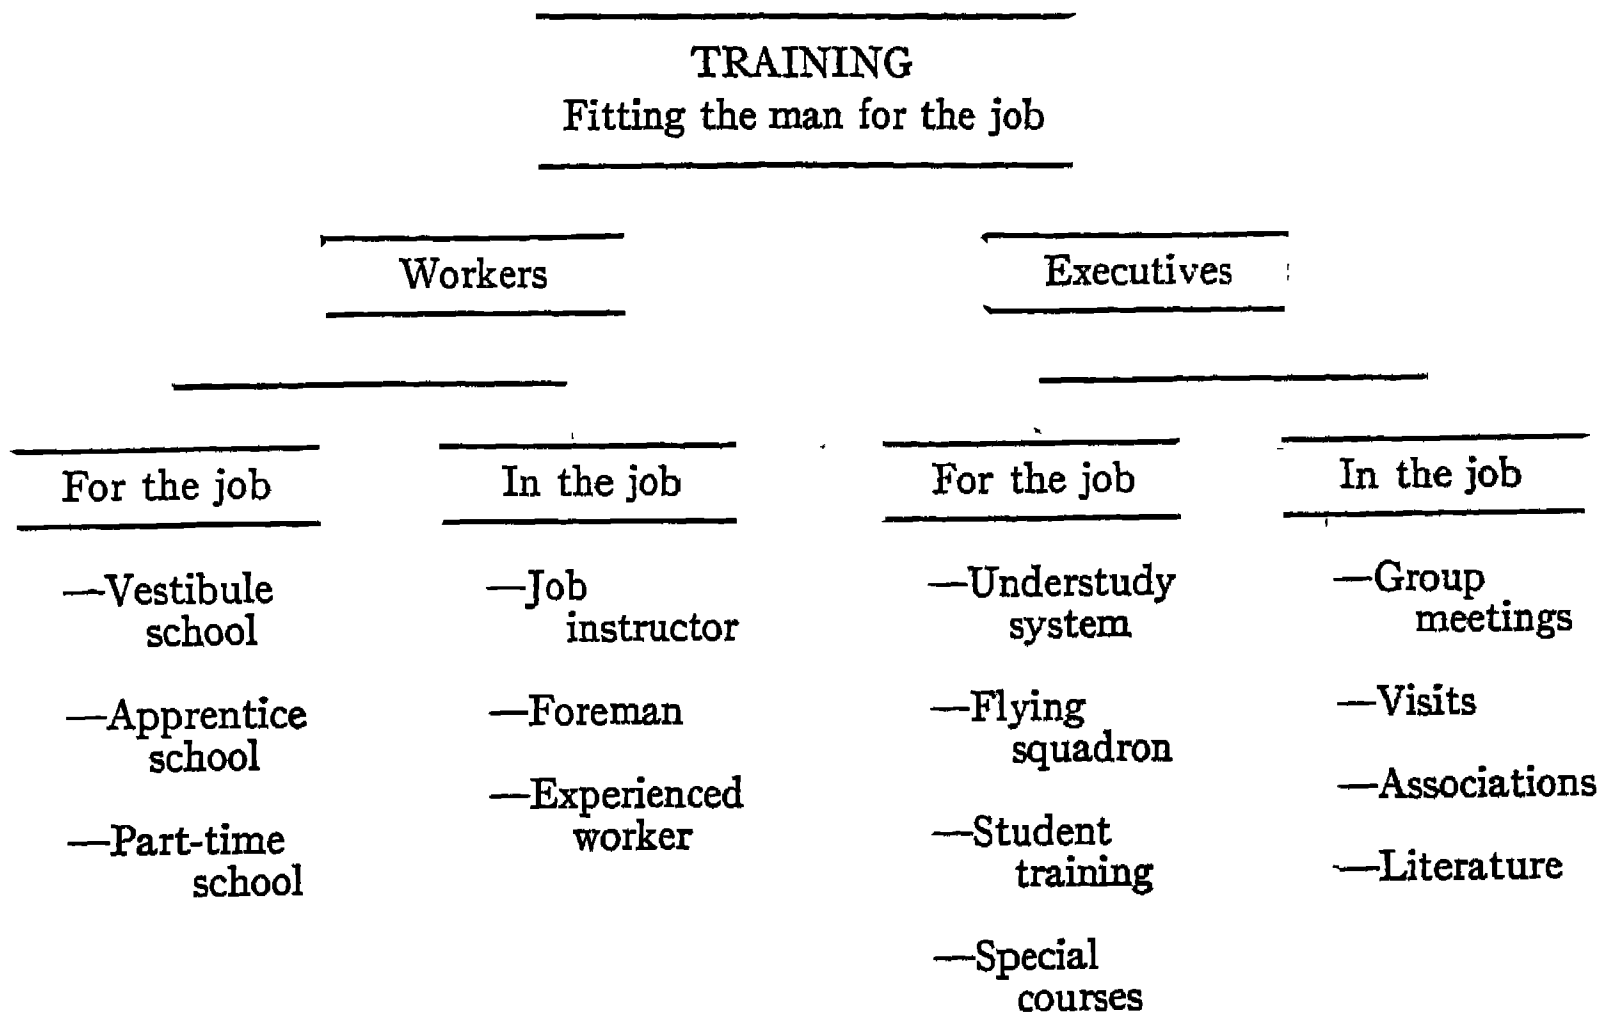 TRAINING
Fitting the man for the job
Workers
Executives
For the job
In the job
For the job
In the job
—Vestibule
school
—Apprentice
school
—Part-time
school
—Job
instructor
—Foreman
—Experienced
worker
—Understudy
system
—Flying
squadron
—Student
training
—Special
courses
—Group
meetings
—Visits
—Associations
—Literature